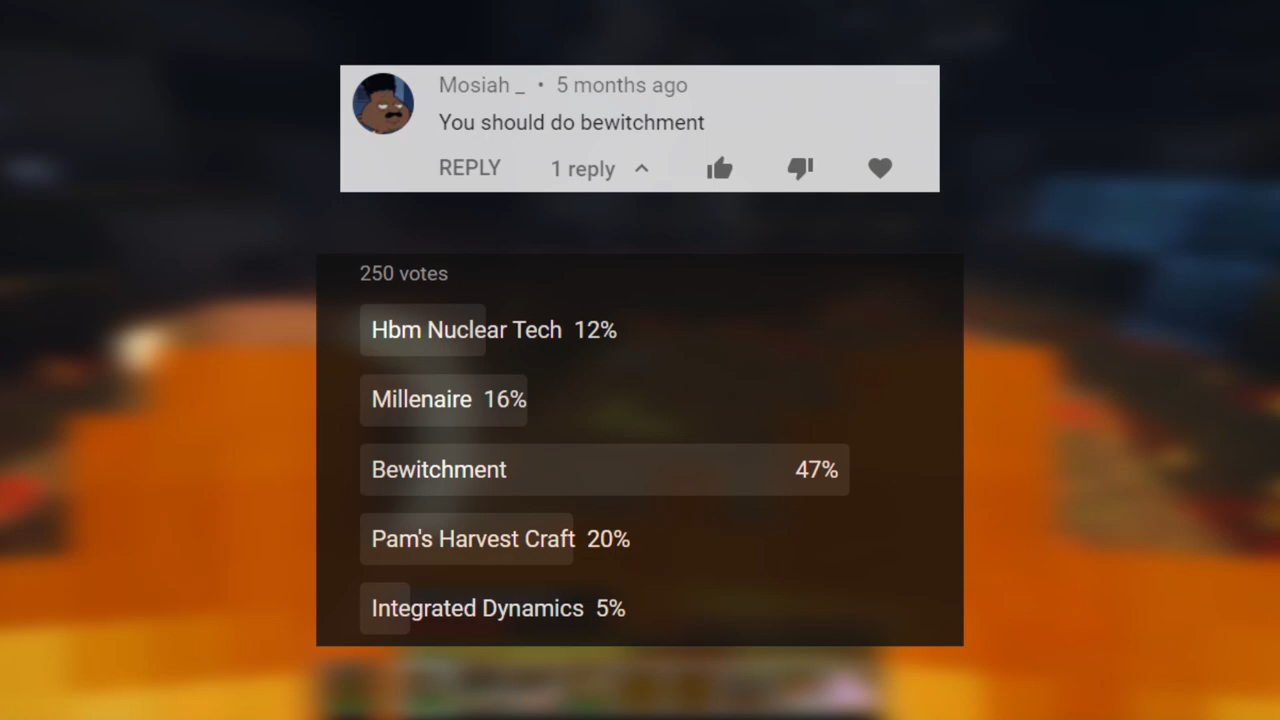 Mosiah _ • 5 months ago
You should do bewitchment
REPLY 1 reply
250 votes
Hbm Nuclear Tech 12%
Millenaire 16%
Bewitchment 47%
Pam's Harvest Craft 20%
Integrated Dynamics 5%